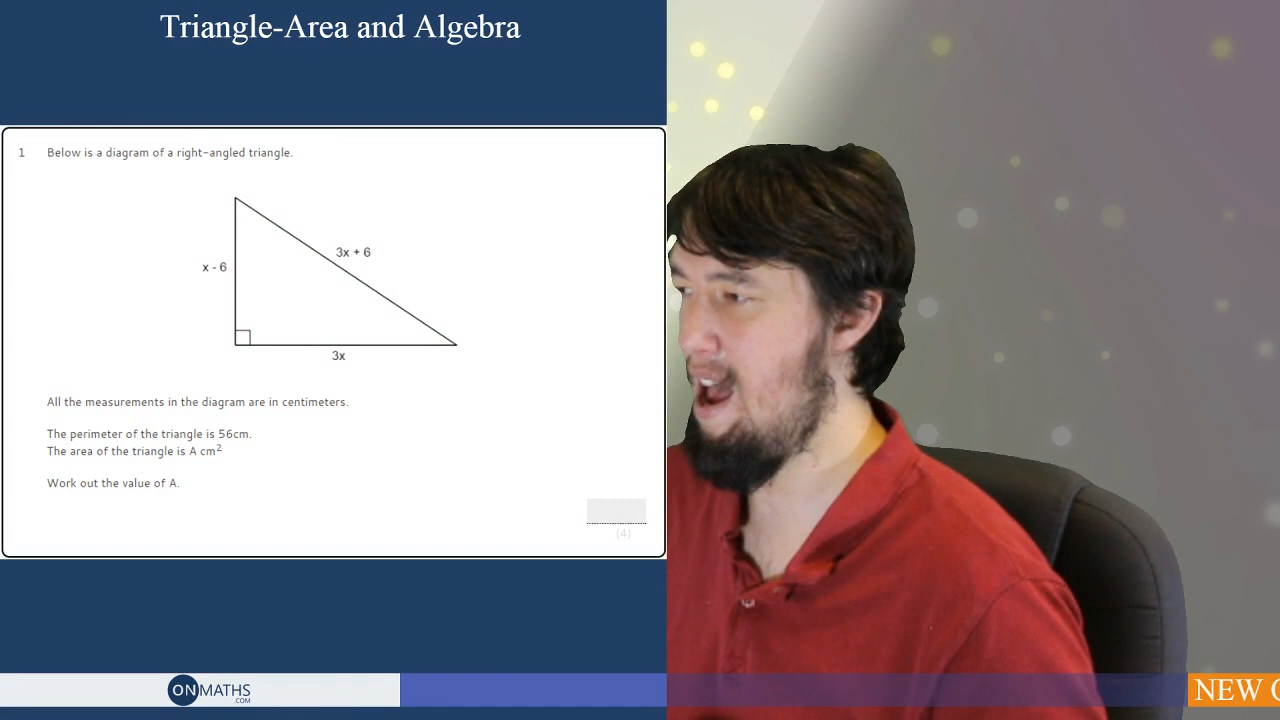 Triangle-Area and Algebra
1 Below is a diagram of a right-angled triangle.
3x + 6
x - 6
3x
All the measurements in the diagram are in centimeters.
The perimeter of the triangle is 56cm.
The area of the triangle is A cm²
Work out the value of A.
(4)
ONMATHS
.COM
NEW